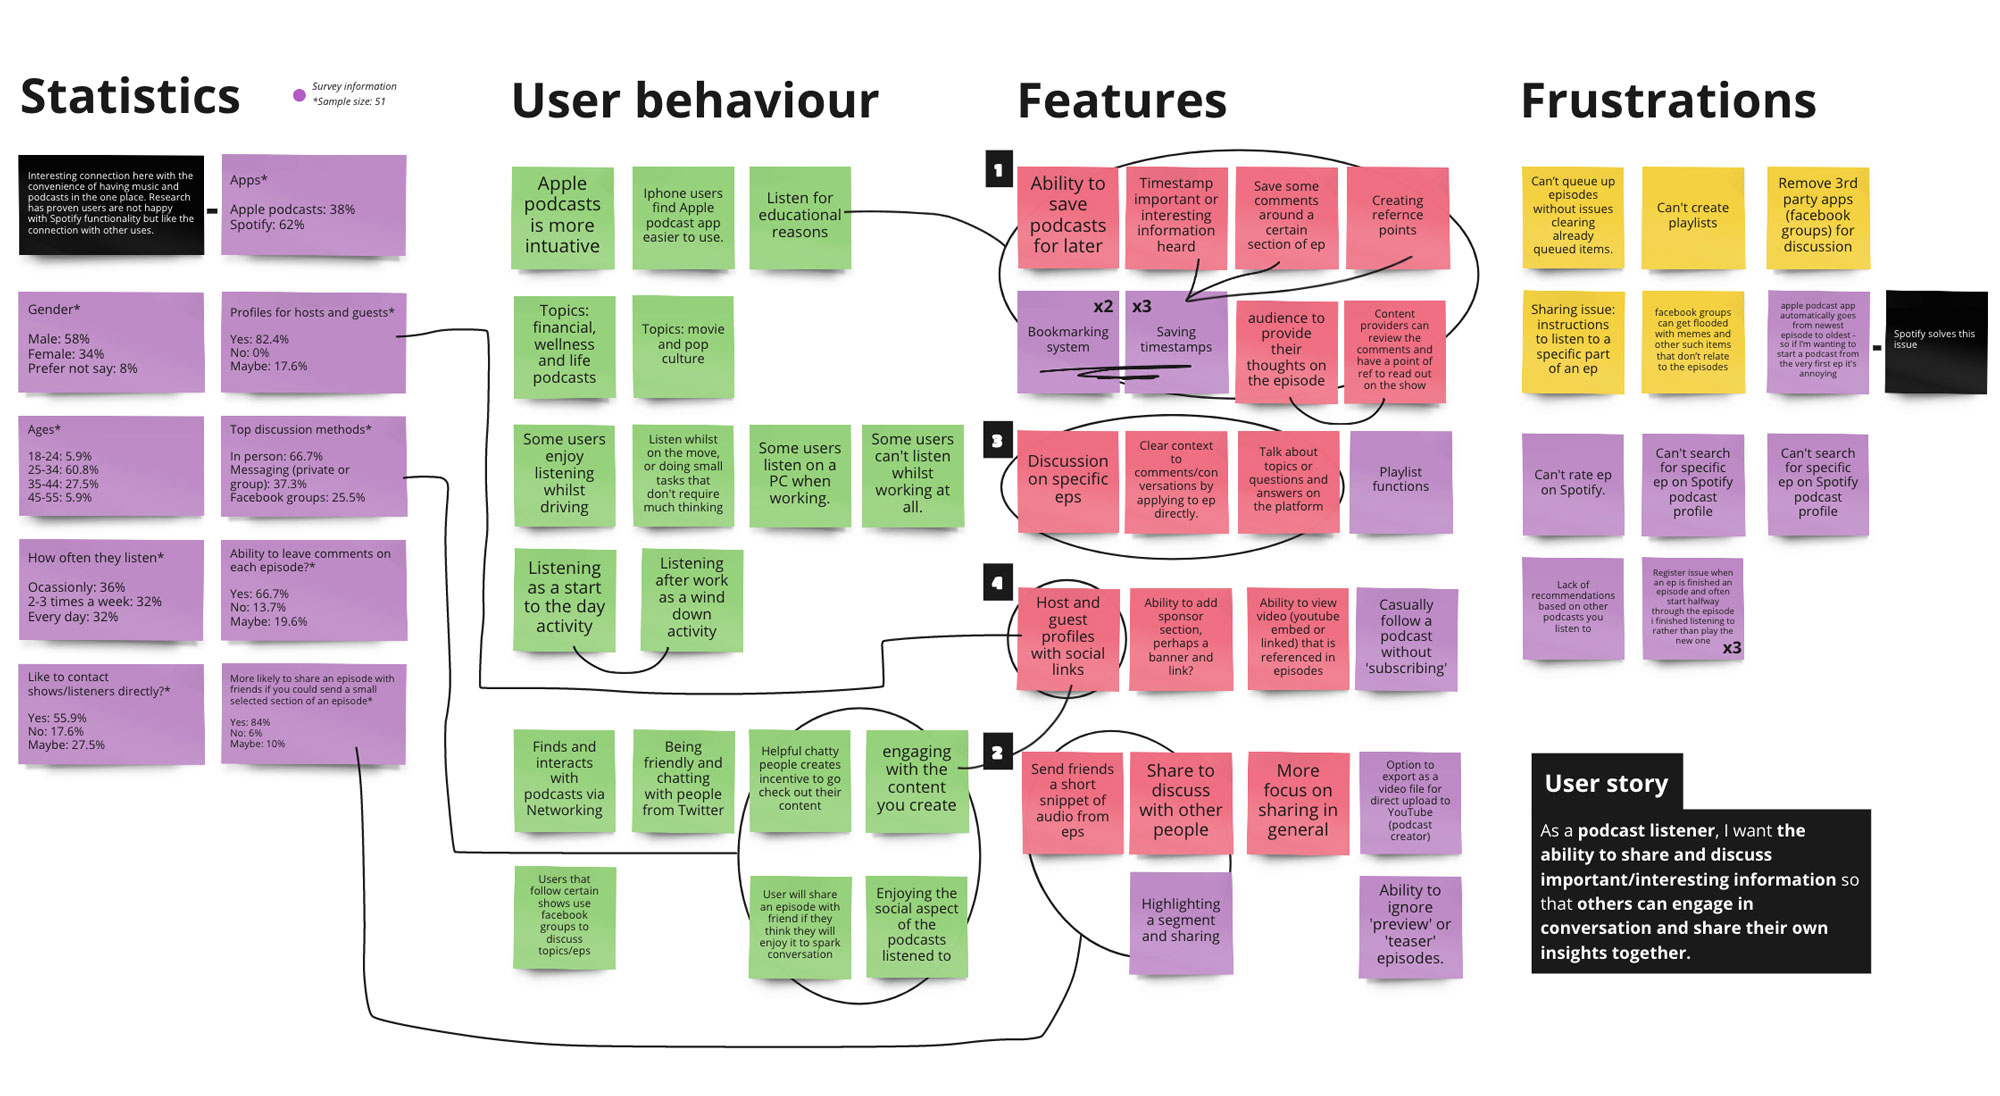 Statistics
Survey information
*Sample size: 51
Interesting connection here with the
convenience of having music and
podcasts in the one place. Research
has proven users are not happy
with Spotify functionality but like the
connection with other uses.
-
Apps*
Apple podcasts: 38%
Spotify: 62%
Gender*
Male: 58%
Female: 34%
Prefer not say: 8%
Profiles for hosts and guests*
Yes: 82.4%
No: 0%
Maybe: 17.6%
Ages*
18-24: 5.9%
25-34: 60.8%
35-44: 27.5%
45-55: 5.9%
Top discussion methods*
In person: 66.7%
Messaging (private or
group): 37.3%
Facebook groups: 25.5%
How often they listen*
Ocassionly: 36%
2-3 times a week: 32%
Every day: 32%
Ability to leave comments on
each episode?*
Yes: 66.7%
No: 13.7%
Maybe: 19.6%
Like to contact
shows/listeners directly?*
Yes: 55.9%
No: 17.6%
Maybe: 27.5%
More likely to share an episode with
friends if you could send a small
selected section of an episode*
Yes: 84%
No: 6%
Maybe: 10%
User behaviour
Apple
podcasts
is more
intuative
Iphone users
find Apple
podcast app
easier to use.
Listen for
educational
reasons
Topics:
financial,
wellness
and life
podcasts
Topics: movie
and pop
culture
Some users
enjoy
listening
whilst
driving
Listen whilst
on the move,
or doing small
tasks that
don't require
much thinking
Some users
listen on a
PC when
working.
Some users
can't listen
whilst
working at
all.
Listening
as a start
to the day
activity
Listening
after work
as a wind
down
activity
Finds and
interacts
with
podcasts via
Networking
Being
friendly and
chatting
with people
from Twitter
Helpful chatty
people creates
incentive to go
check out their
content
engaging
with the
content
you create
Users that
follow certain
shows use
facebook
groups to
discuss
topics/eps
User will share
an episode with
friend if they
think they will
enjoy it to spark
conversation
Enjoying the
social aspect
of the
podcasts
listened to
Features
1
Ability to
save
podcasts
for later
Timestamp
important or
interesting
information
heard
Save some
comments
around a
certain
section of ep
Creating
refernce
points
x2
Bookmarking
system
x3
Saving
timestamps
audience to
provide
their
thoughts on
the episode
Content
providers can
review the
comments and
have a point of
ref to read out
on the show
3
Discussion
on specific
eps
Clear context
to
comments/con
versations by
applying to ep
directly.
Talk about
topics or
questions and
answers on
the platform
Playlist
functions
4
Host and
guest
profiles
with social
links
Ability to add
sponsor
section,
perhaps a
banner and
link?
Ability to view
video (youtube
embed or
linked) that is
referenced in
episodes
Casually
follow a
podcast
without
'subscribing'
2
Send friends
a short
snippet of
audio from
eps
Share to
discuss
with other
people
More
focus on
sharing in
general
Option to
export as a
video file for
direct upload to
YouTube
(podcast
creator)
Highlighting
a segment
and sharing
Ability to
ignore
'preview' or
'teaser'
episodes.
Frustrations
Can't queue up
episodes
without issues
clearing
already
queued items.
Can't create
playlists
Remove 3rd
party apps
(facebook
groups) for
discussion
Sharing issue:
instructions
to listen to a
specific part
of an ep
facebook groups
can get flooded
with memes and
other such items
that don't relate
to the episodes
apple podcast app
automatically goes
from newest
episode to oldest -
so if I'm wanting to
start a podcast from
the very first ep it's
annoying
-
Spotify solves this
issue
Can't rate ep
on Spotify.
Can't search
for specific
ep on Spotify
podcast
profile
Can't search
for specific
ep on Spotify
podcast
profile
Lack of
recommendations
based on other
podcasts you
listen to
Register issue when
an ep is finished an
episode and often
start halfway
through the episode
i finished listening to
rather than play the
new one
x3
User story
As a podcast listener, I want the
ability to share and discuss
important/interesting information so
that others can engage in
conversation and share their own
insights together.